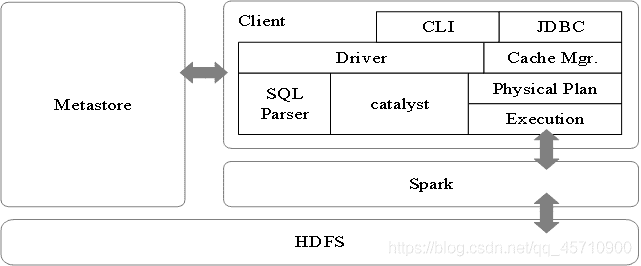 Client
CLI
JDBC
Driver
Cache Mgr.
Metastore
SQL
Parser
catalyst
Physical Plan
Execution
Spark
HDFS
https://blog.csdn.net/qq_45710900